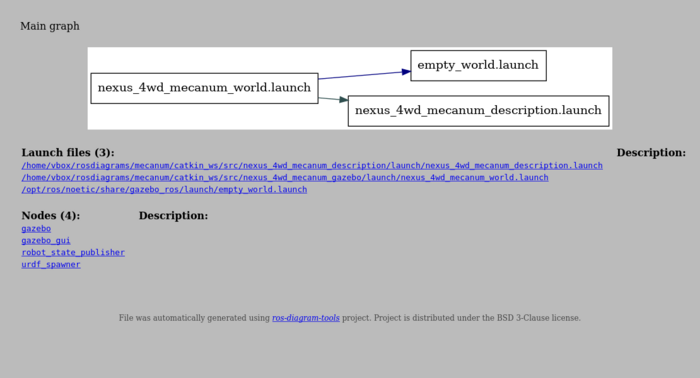 Main graph
nexus_4wd_mecanum_world.launch
empty_world.launch
nexus_4wd_mecanum_description.launch
Launch files (3): Description:
/home/vbox/rosdiagrams/mecanum/catkin_ws/src/nexus_4wd_mecanum_description/launch/nexus_4wd_mecanum_description.launch
/home/vbox/rosdiagrams/mecanum/catkin_ws/src/nexus_4wd_mecanum_gazebo/launch/nexus_4wd_mecanum_world.launch
/opt/ros/noetic/share/gazebo_ros/launch/empty_world.launch
Nodes (4): Description:
gazebo
gazebo_gui
robot_state_publisher
urdf_spawner
File was automatically generated using ros-diagram-tools project. Project is distributed under the BSD 3-Clause license.